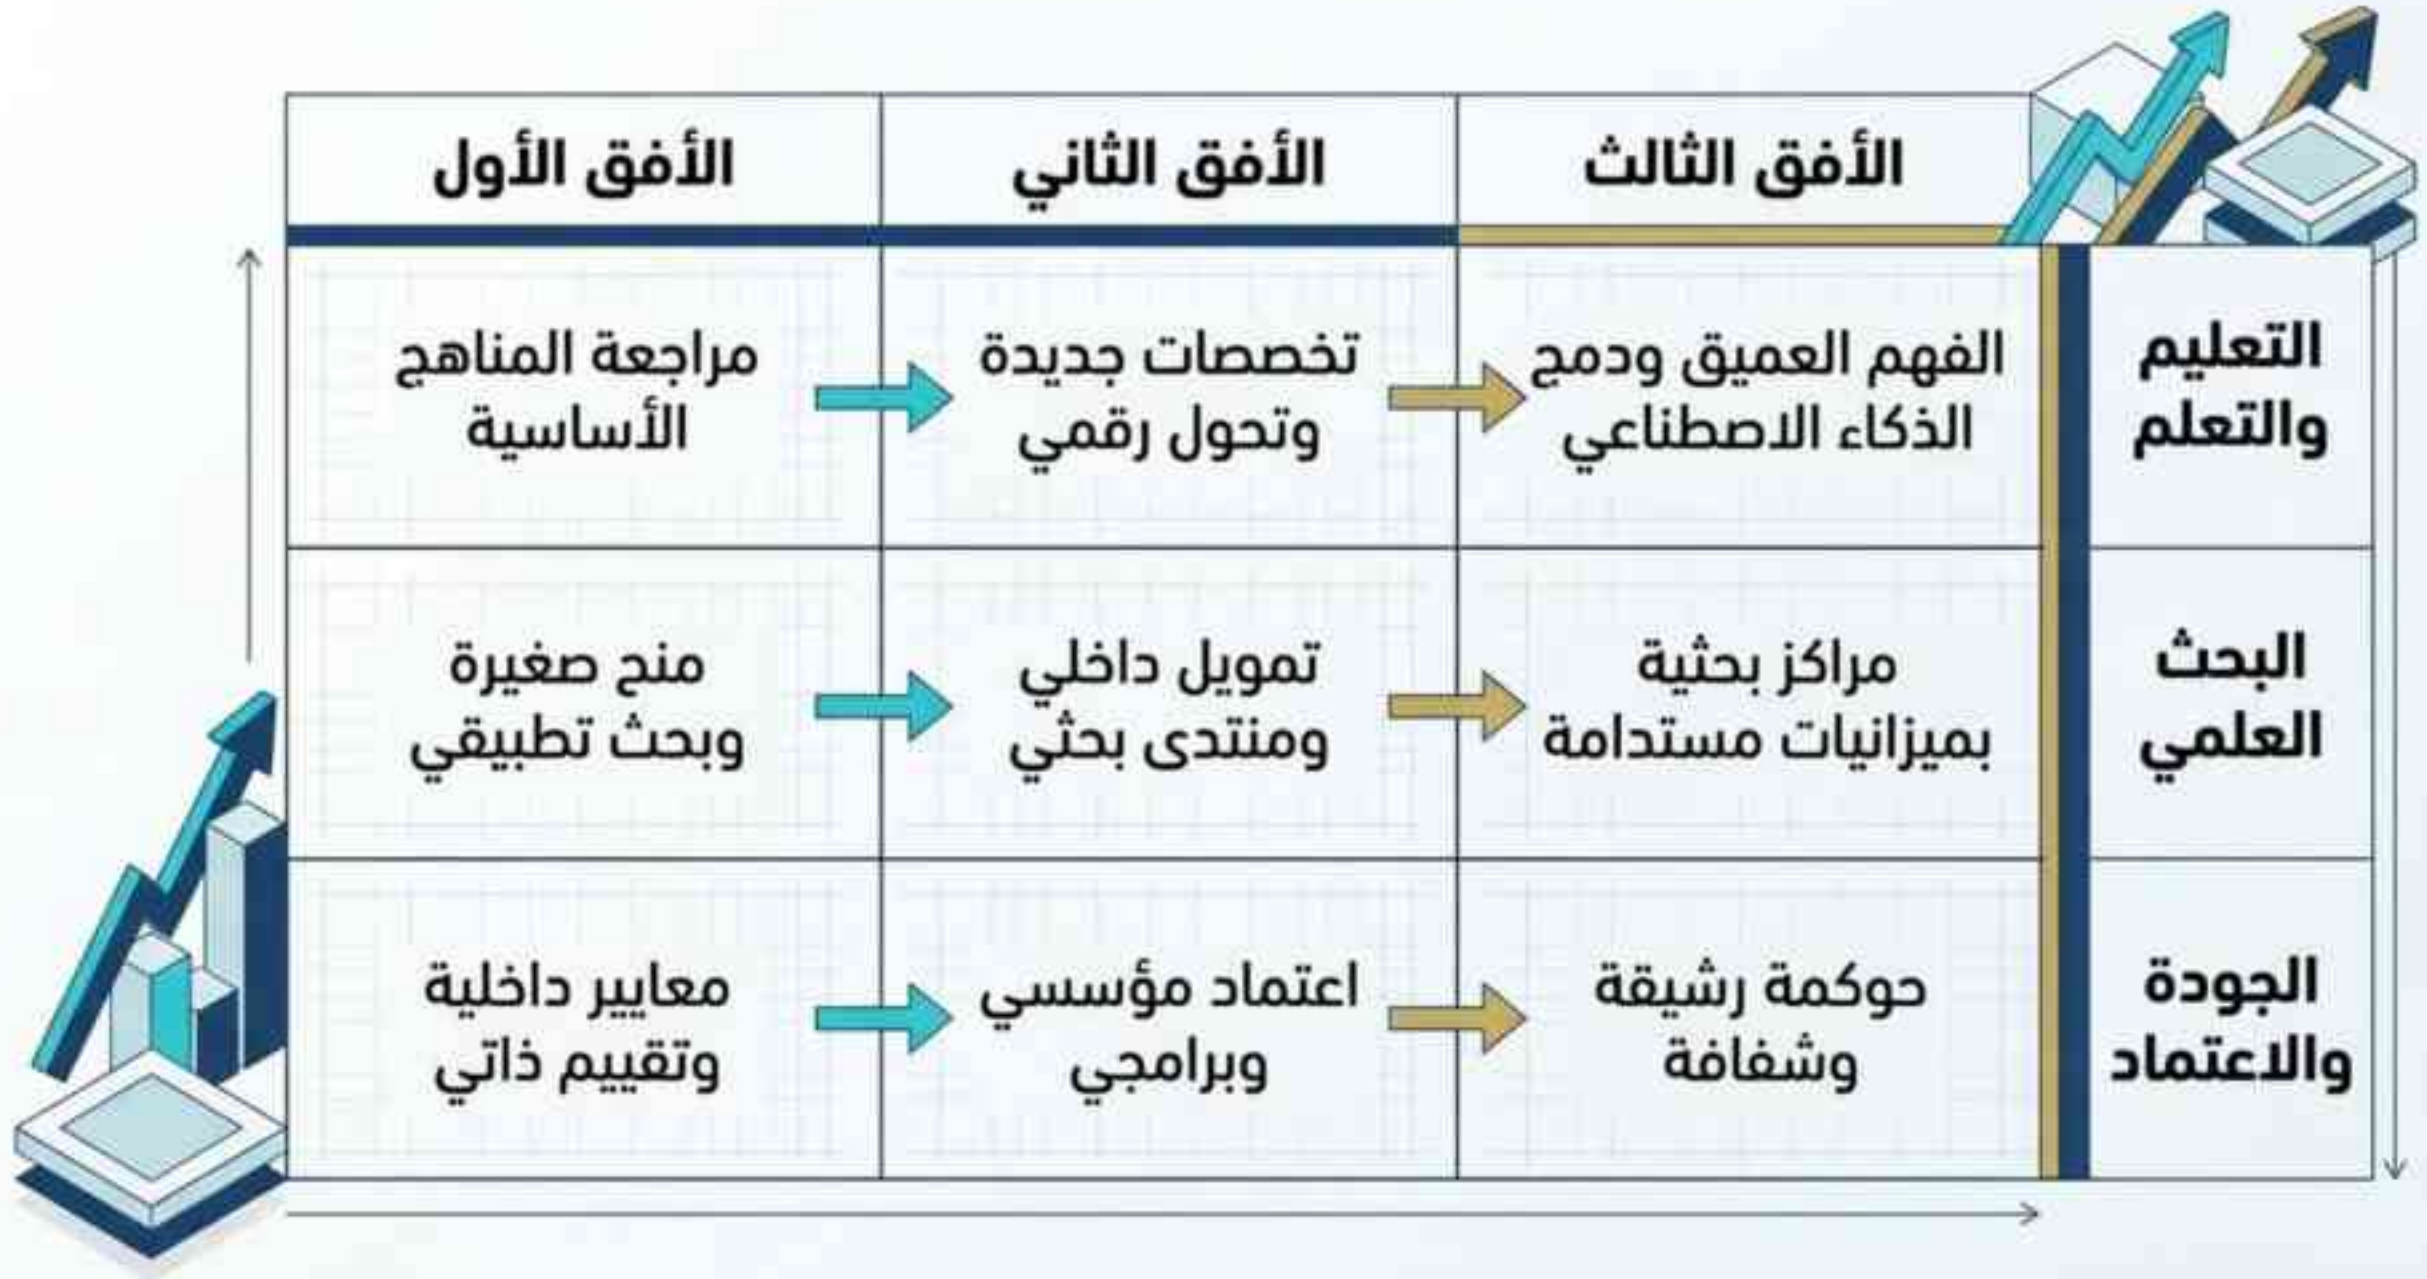 الأفق الأول
الأفق الثاني
الأفق الثالث
التعليم
والتعلم
مراجعة المناهج
الأساسية
تخصصات جديدة
وتحول رقمي
الفهم العميق ودمج
الذكاء الاصطناعي
البحث
العلمي
منح صغيرة
وبحث تطبيقي
تمويل داخلي
ومنتدى بحثي
مراكز بحثية
بميزانيات مستدامة
الجودة
والاعتماد
معايير داخلية
وتقييم ذاتي
اعتماد مؤسسي
وبرامجي
حوكمة رشيقة
وشفافة